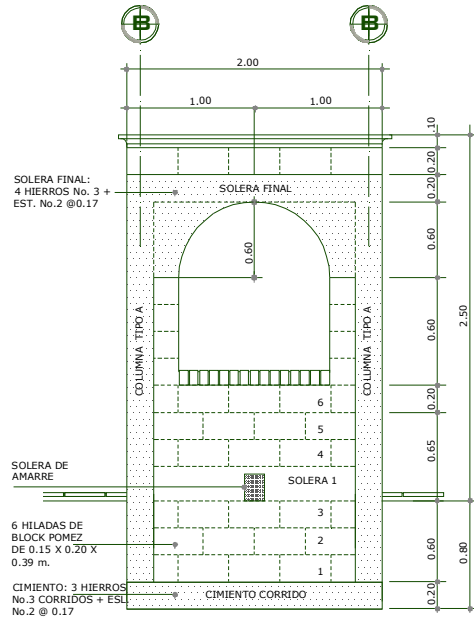 B
B
2.00
1.00
1.00
.10
0.20
SOLERA FINAL:
4 HIERROS No. 3 +
EST. No.2 @0.17
SOLERA FINAL
0.20
0.60
0.60
2.50
COLUMNA TIPO A
COLUMNA TIPO A
0.60
6
0.20
5
4
0.65
SOLERA DE
AMARRE
SOLERA 1
3
6 HILADAS DE
BLOCK POMEZ
DE 0.15 X 0.20 X
0.39 m.
2
0.60
0.80
1
CIMIENTO: 3 HIERROS
No.3 CORRIDOS + ESL.
No.2 @ 0.17
CIMIENTO CORRIDO
0.20